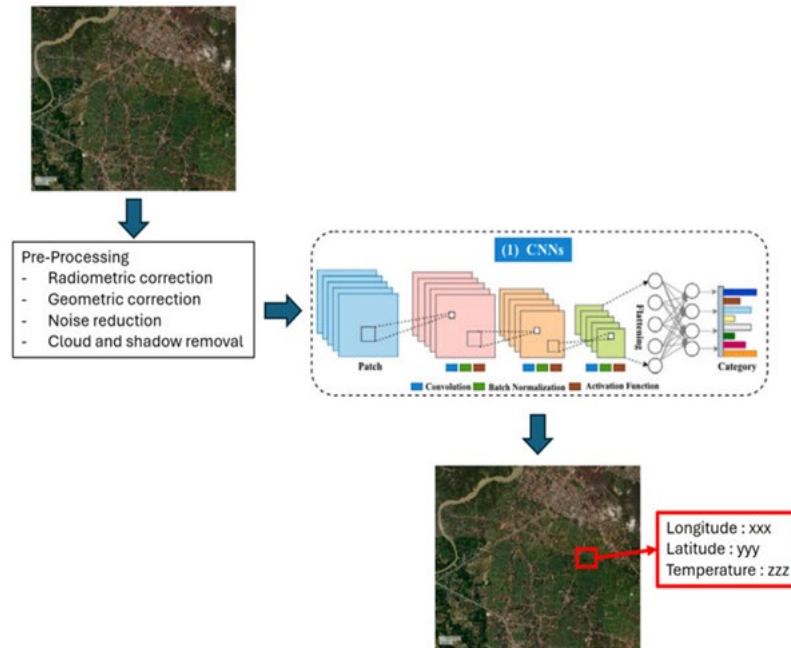 Pre-Processing
- Radiometric correction
- Geometric correction
- Noise reduction
- Cloud and shadow removal
(1) CNNs
Patch
Flattening
Category
Convolution Batch Normalization Activation Function
Longitude : xxx
Latitude : yyy
Temperature : zzz